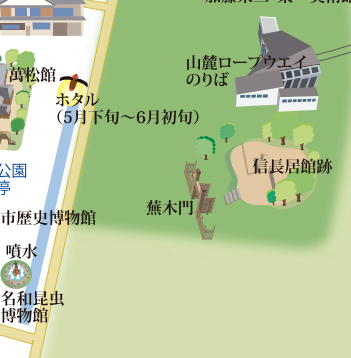 山麓ロープウエイ
のりば
萬松館
ホタル
（5月下旬～6月初旬）
信長居館跡
公園
停
蕪木門
市歴史博物館
噴水
名和昆虫
博物館